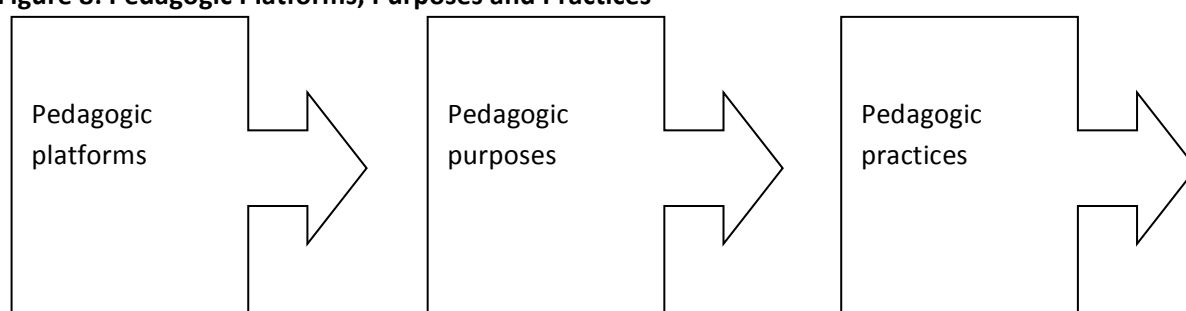 Figure Pedagogic Platforms, Purposes and Practices
Pedagogic
platforms
Pedagogic
purposes
Pedagogic
practices